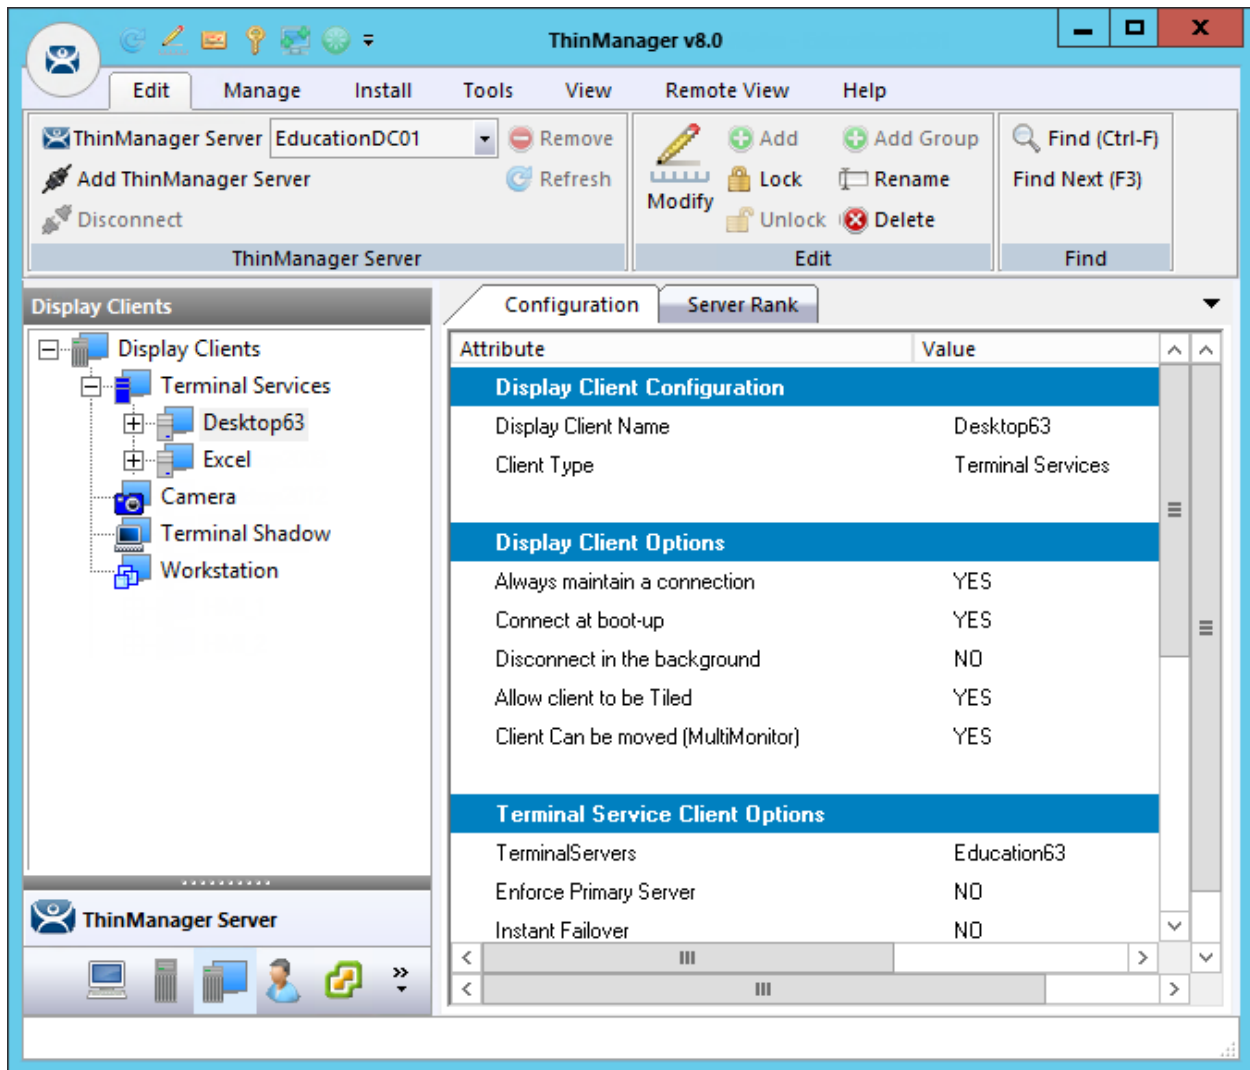 ThinManager v8.0
Edit Manage Install Tools View Remote View Help
ThinManager Server EducationDC01 Remove
Add ThinManager Server Refresh
Disconnect
ThinManager Server
Modify
Add Add Group
Lock Rename
Unlock Delete
Edit
Find (Ctrl-F)
Find Next (F3)
Find
Display Clients
Display Clients
Terminal Services
Desktop63
Excel
Camera
Terminal Shadow
Workstation
ThinManager Server
Configuration Server Rank
Attribute Value
Display Client Configuration
Display Client Name Desktop63
Client Type Terminal Services
Display Client Options
Always maintain a connection YES
Connect at boot-up YES
Disconnect in the background NO
Allow client to be Tiled YES
Client Can be moved (MultiMonitor) YES
Terminal Service Client Options
TerminalServers Education63
Enforce Primary Server NO
Instant Failover NO